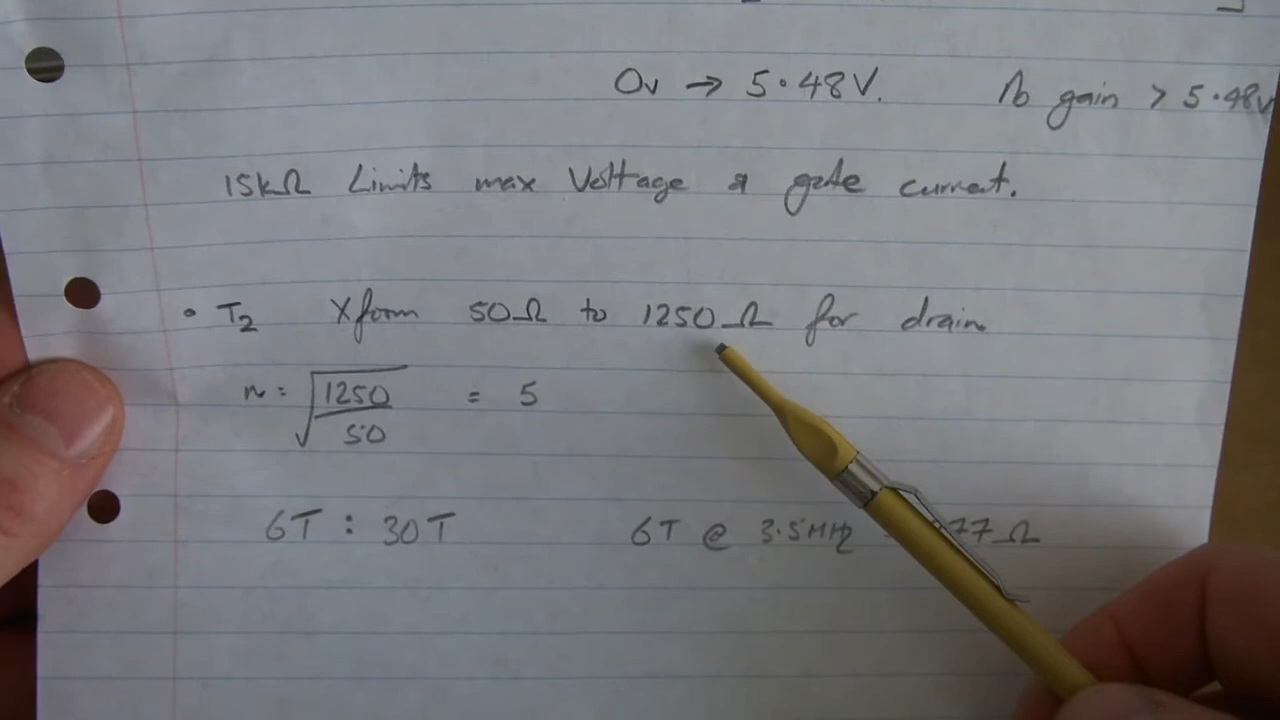 0v → 5.48V. No gain > 5.48v
15kΩ Limits max Voltage & gate current.
• T2 Xform 50Ω to 1250Ω for drain.
n = √1250/50 = 5
6T : 30T 6T @ 3.5MHz 77Ω